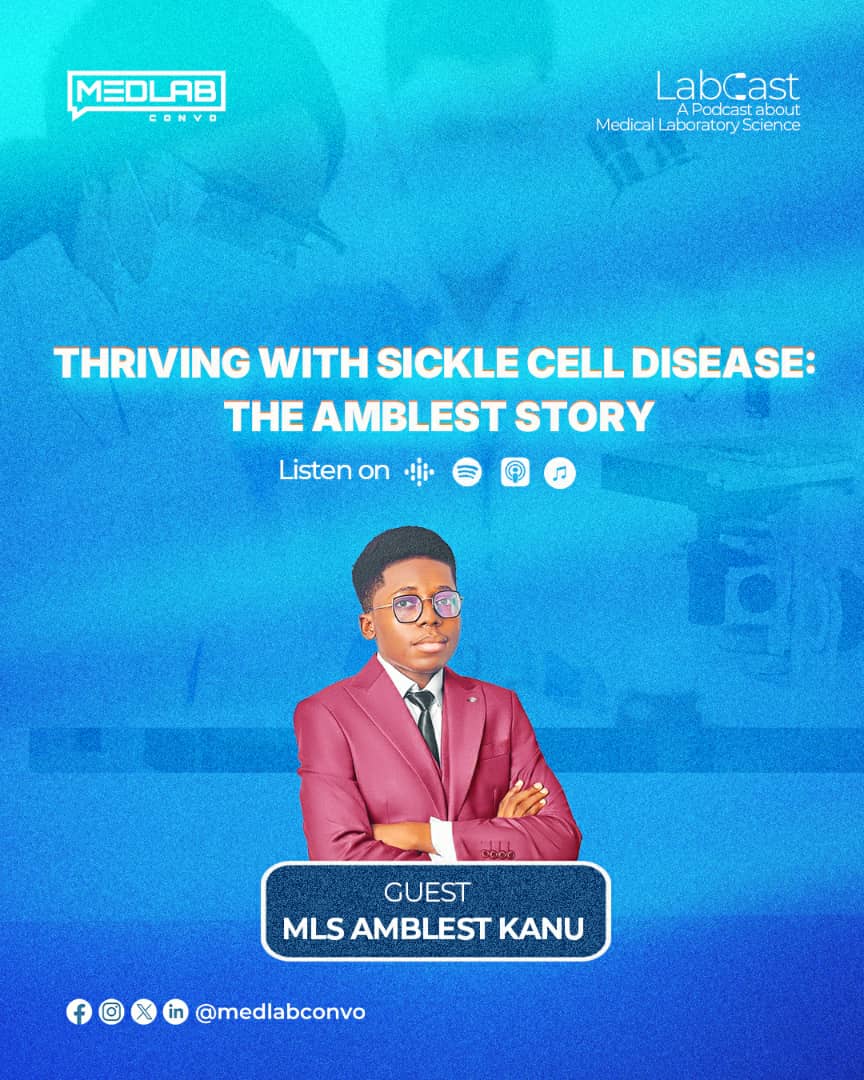 MEDLAB
CONVO
LabCast
A Podcast about
Medical Laboratory Science
THRIVING WITH SICKLE CELL DISEASE:
THE AMBLEST STORY
Listen on
GUEST
MLS AMBLEST KANU
@medlabconvo